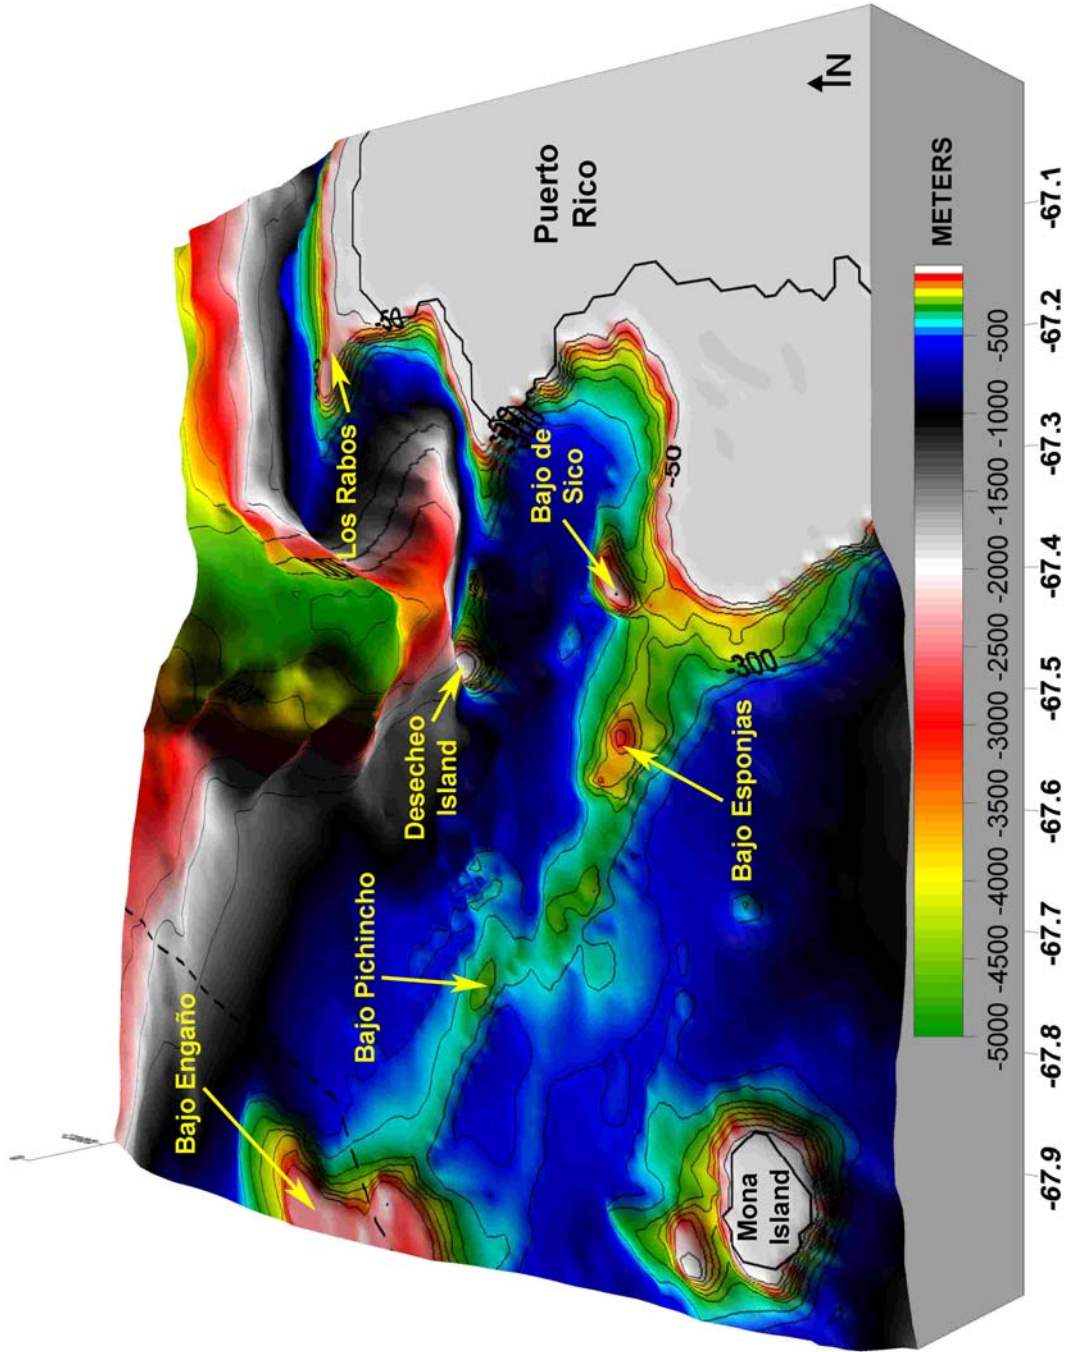 Bajo Engaño
Los Rabos
Bajo Pichincho
-50
Desecheo
Island
Bajo de
Sico
Puerto
Rico
-50
-300
Bajo Esponjas
Mona
Island
N
METERS
-5000 -4500 -4000 -3500 -3000 -2500 -2000 -1500 -1000 -500
-67.9 -67.8 -67.7 -67.6 -67.5 -67.4 -67.3 -67.2 -67.1